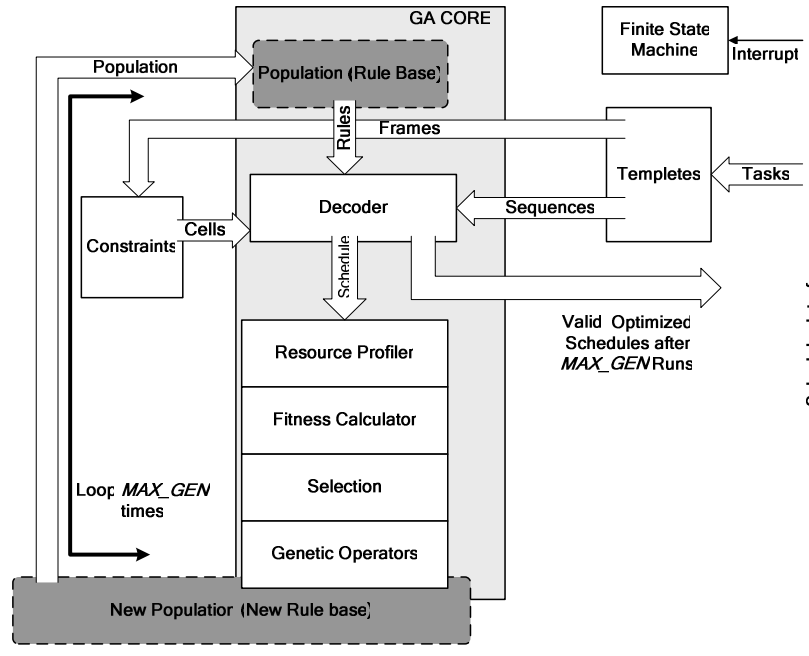 GA CORE
Finite State
Machine
Interrupt
Population
Population (Rule Base)
Rules
Frames
Templetes
Tasks
Decoder
Sequences
Constraints
Cells
Schedule
Valid Optimized
Schedules after
MAX_GEN Runs
Resource Profiler
Fitness Calculator
Selection
Genetic Operators
Loop MAX_GEN
times
New Population (New Rule base)